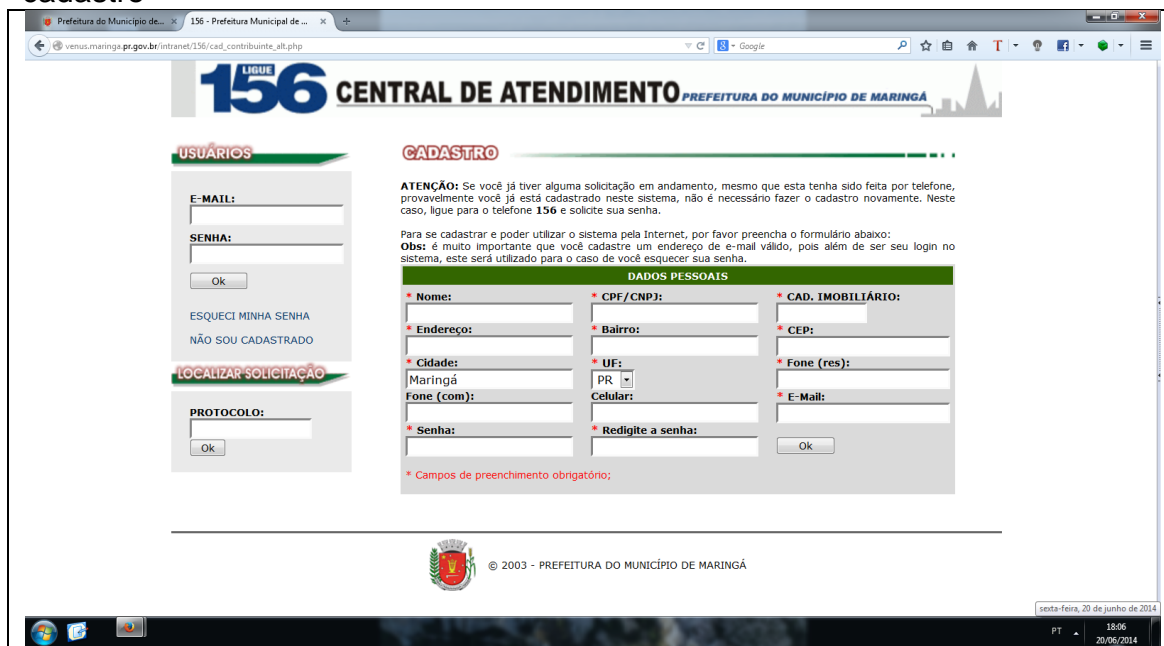 cadastro
Prefeitura do Município de...
156 - Prefeitura Municipal de ...
venus.maringa.pr.gov.br/intranet/156/cad_contribuinte_alt.php
Google
LIGUE
156 CENTRAL DE ATENDIMENTO PREFEITURA DO MUNICÍPIO DE MARINGÁ
USUÁRIOS
E-MAIL:
SENHA:
Ok
ESQUECI MINHA SENHA
NÃO SOU CADASTRADO
LOCALIZAR SOLICITAÇÃO
PROTOCOLO:
Ok
CADASTRO
ATENÇÃO: Se você já tiver alguma solicitação em andamento, mesmo que esta tenha sido feita por telefone,
provavelmente você já está cadastrado neste sistema, não é necessário fazer o cadastro novamente. Neste
caso, ligue para o telefone 156 e solicite sua senha.
Para se cadastrar e poder utilizar o sistema pela Internet, por favor preencha o formulário abaixo:
Obs: é muito importante que você cadastre um endereço de e-mail válido, pois além de ser seu login no
sistema, este será utilizado para o caso de você esquecer sua senha.
DADOS PESSOAIS
* Nome: * CPF/CNPJ: * CAD. IMOBILIÁRIO:
* Endereço: * Bairro: * CEP:
* Cidade: * UF: * Fone (res):
Maringá PR
Fone (com): Celular: * E-Mail:
* Senha: * Redigite a senha:
Ok
* Campos de preenchimento obrigatório;
© 2003 - PREFEITURA DO MUNICÍPIO DE MARINGÁ
sexta-feira, 20 de junho de 2014
PT 18:06
20/06/2014